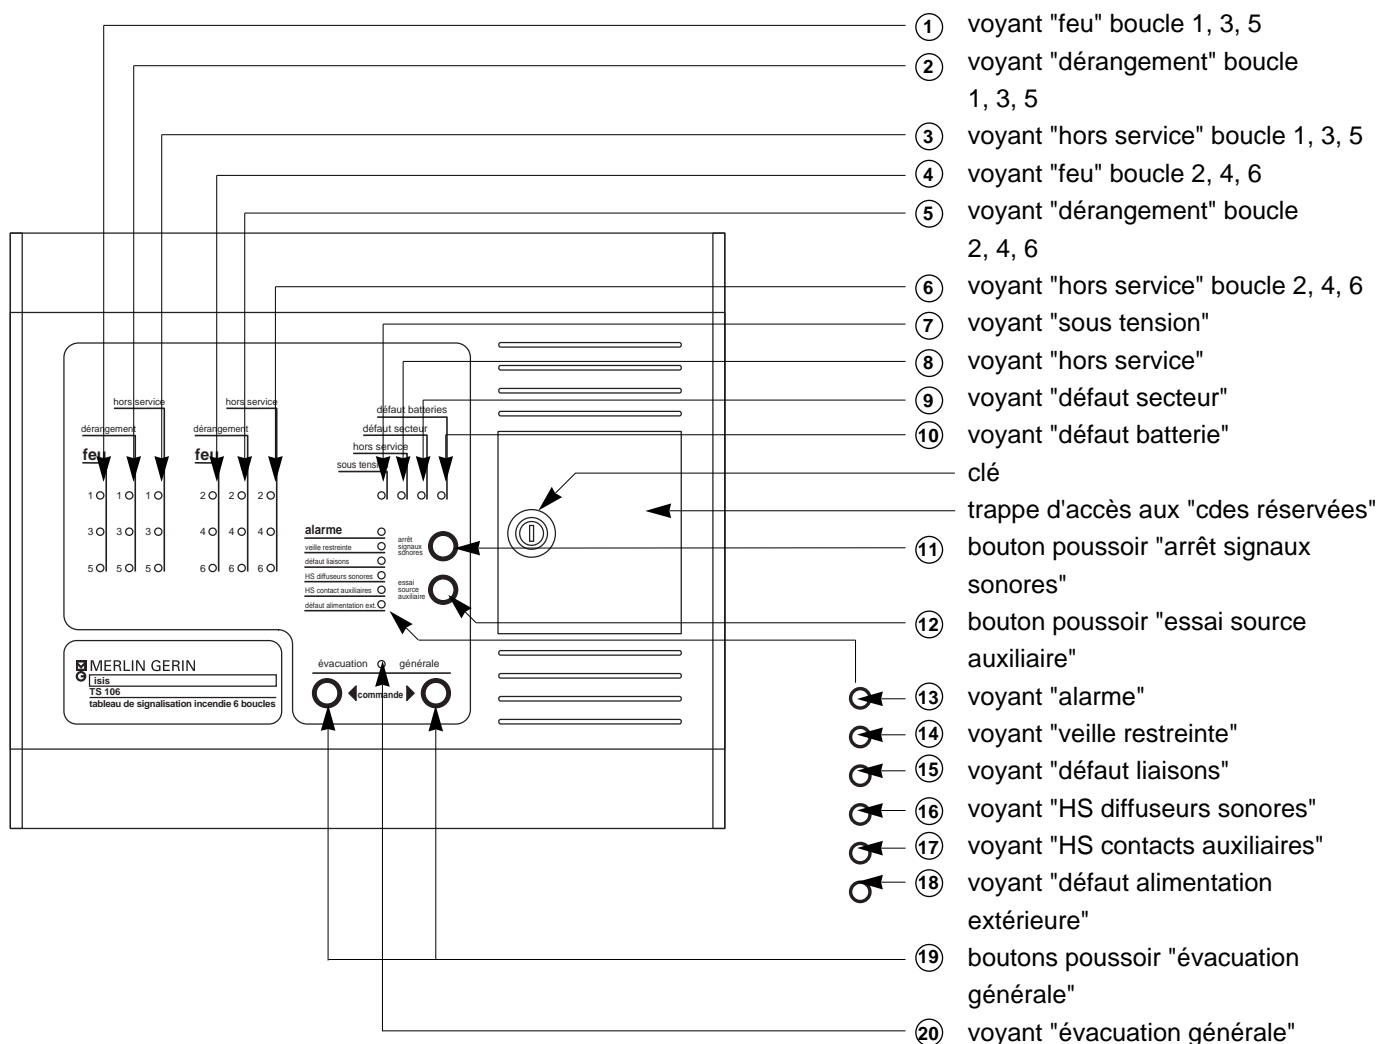 1 voyant "feu" boucle 1, 3, 5
2 voyant "dérangement" boucle
1, 3, 5
3 voyant "hors service" boucle 1, 3, 5
4 voyant "feu" boucle 2, 4, 6
5 voyant "dérangement" boucle
2, 4, 6
6 voyant "hors service" boucle 2, 4, 6
7 voyant "sous tension"
8 voyant "hors service"
9 voyant "défaut secteur"
10 voyant "défaut batterie"
clé
trappe d'accès aux "cdes réservées"
11 bouton poussoir "arrêt signaux
sonores"
12 bouton poussoir "essai source
auxiliaire"
13 voyant "alarme"
14 voyant "veille restreinte"
15 voyant "défaut liaisons"
16 voyant "HS diffuseurs sonores"
17 voyant "HS contacts auxiliaires"
18 voyant "défaut alimentation
extérieure"
19 boutons poussoir "évacuation
générale"
20 voyant "évacuation générale"
hors service
dérangement
feu
1 1 1
3 3 3
5 5 5
hors service
dérangement
feu
2 2 2
4 4 4
6 6 6
défaut batteries
défaut secteur
hors service
sous tension
alarme
veille restreinte
défaut liaisons
HS diffuseurs sonores
HS contact auxiliaires
défaut alimentation ext.
arrêt
signaux
sonores
essai
source
auxiliaire
évacuation générale
commande
MERLIN GERIN
isis
TS 106
tableau de signalisation incendie 6 boucles